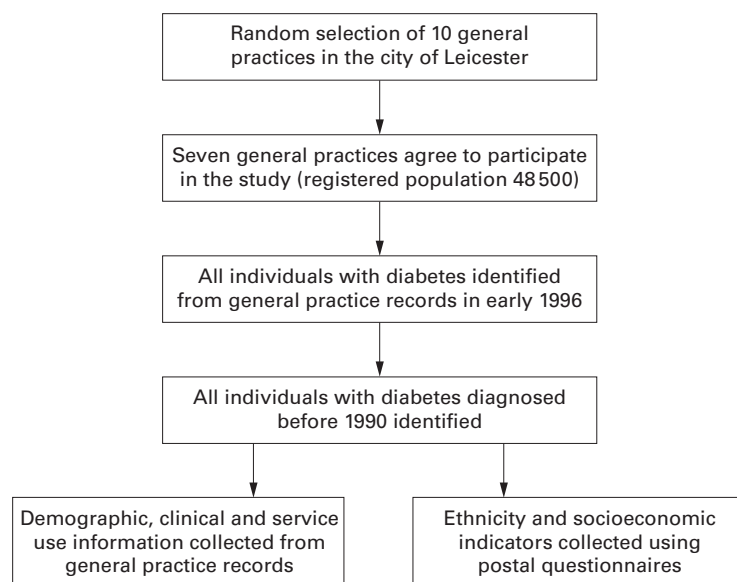 Random selection of 10 general
practices in the city of Leicester
Seven general practices agree to participate
in the study (registered population 48 500)
All individuals with diabetes identified
from general practice records in early 1996
All individuals with diabetes diagnosed
before 1990 identified
Demographic, clinical and service
use information collected from
general practice records
Ethnicity and socioeconomic
indicators collected using
postal questionnaires